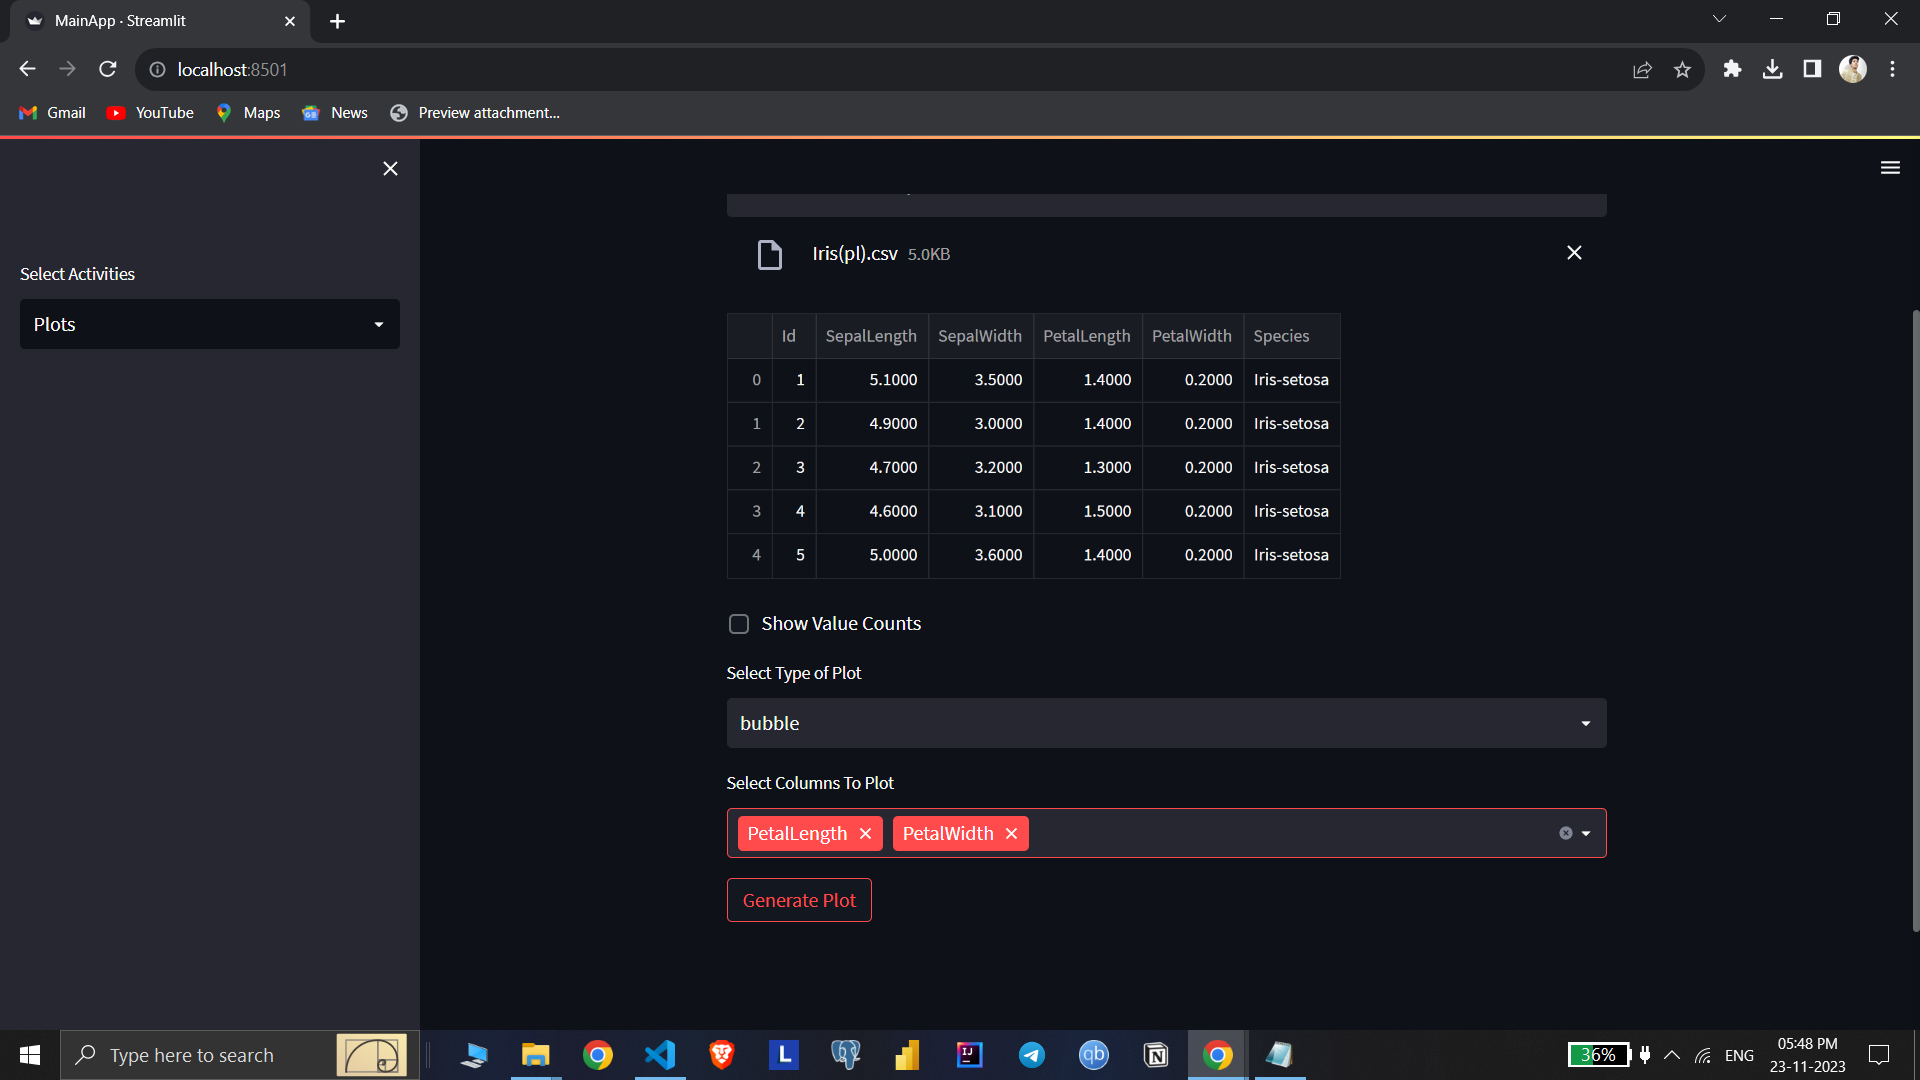 MainApp · Streamlit
localhost:8501
Gmail YouTube Maps News Preview attachment...
Select Activities
Plots
Iris(pl).csv 5.0KB
Id SepalLength SepalWidth PetalLength PetalWidth Species
0 1 5.1000 3.5000 1.4000 0.2000 Iris-setosa
1 2 4.9000 3.0000 1.4000 0.2000 Iris-setosa
2 3 4.7000 3.2000 1.3000 0.2000 Iris-setosa
3 4 4.6000 3.1000 1.5000 0.2000 Iris-setosa
4 5 5.0000 3.6000 1.4000 0.2000 Iris-setosa
Show Value Counts
Select Type of Plot
bubble
Select Columns To Plot
PetalLength PetalWidth
Generate Plot
Type here to search
L
IJ
qb
N
36%
ENG
05:48 PM
23-11-2023